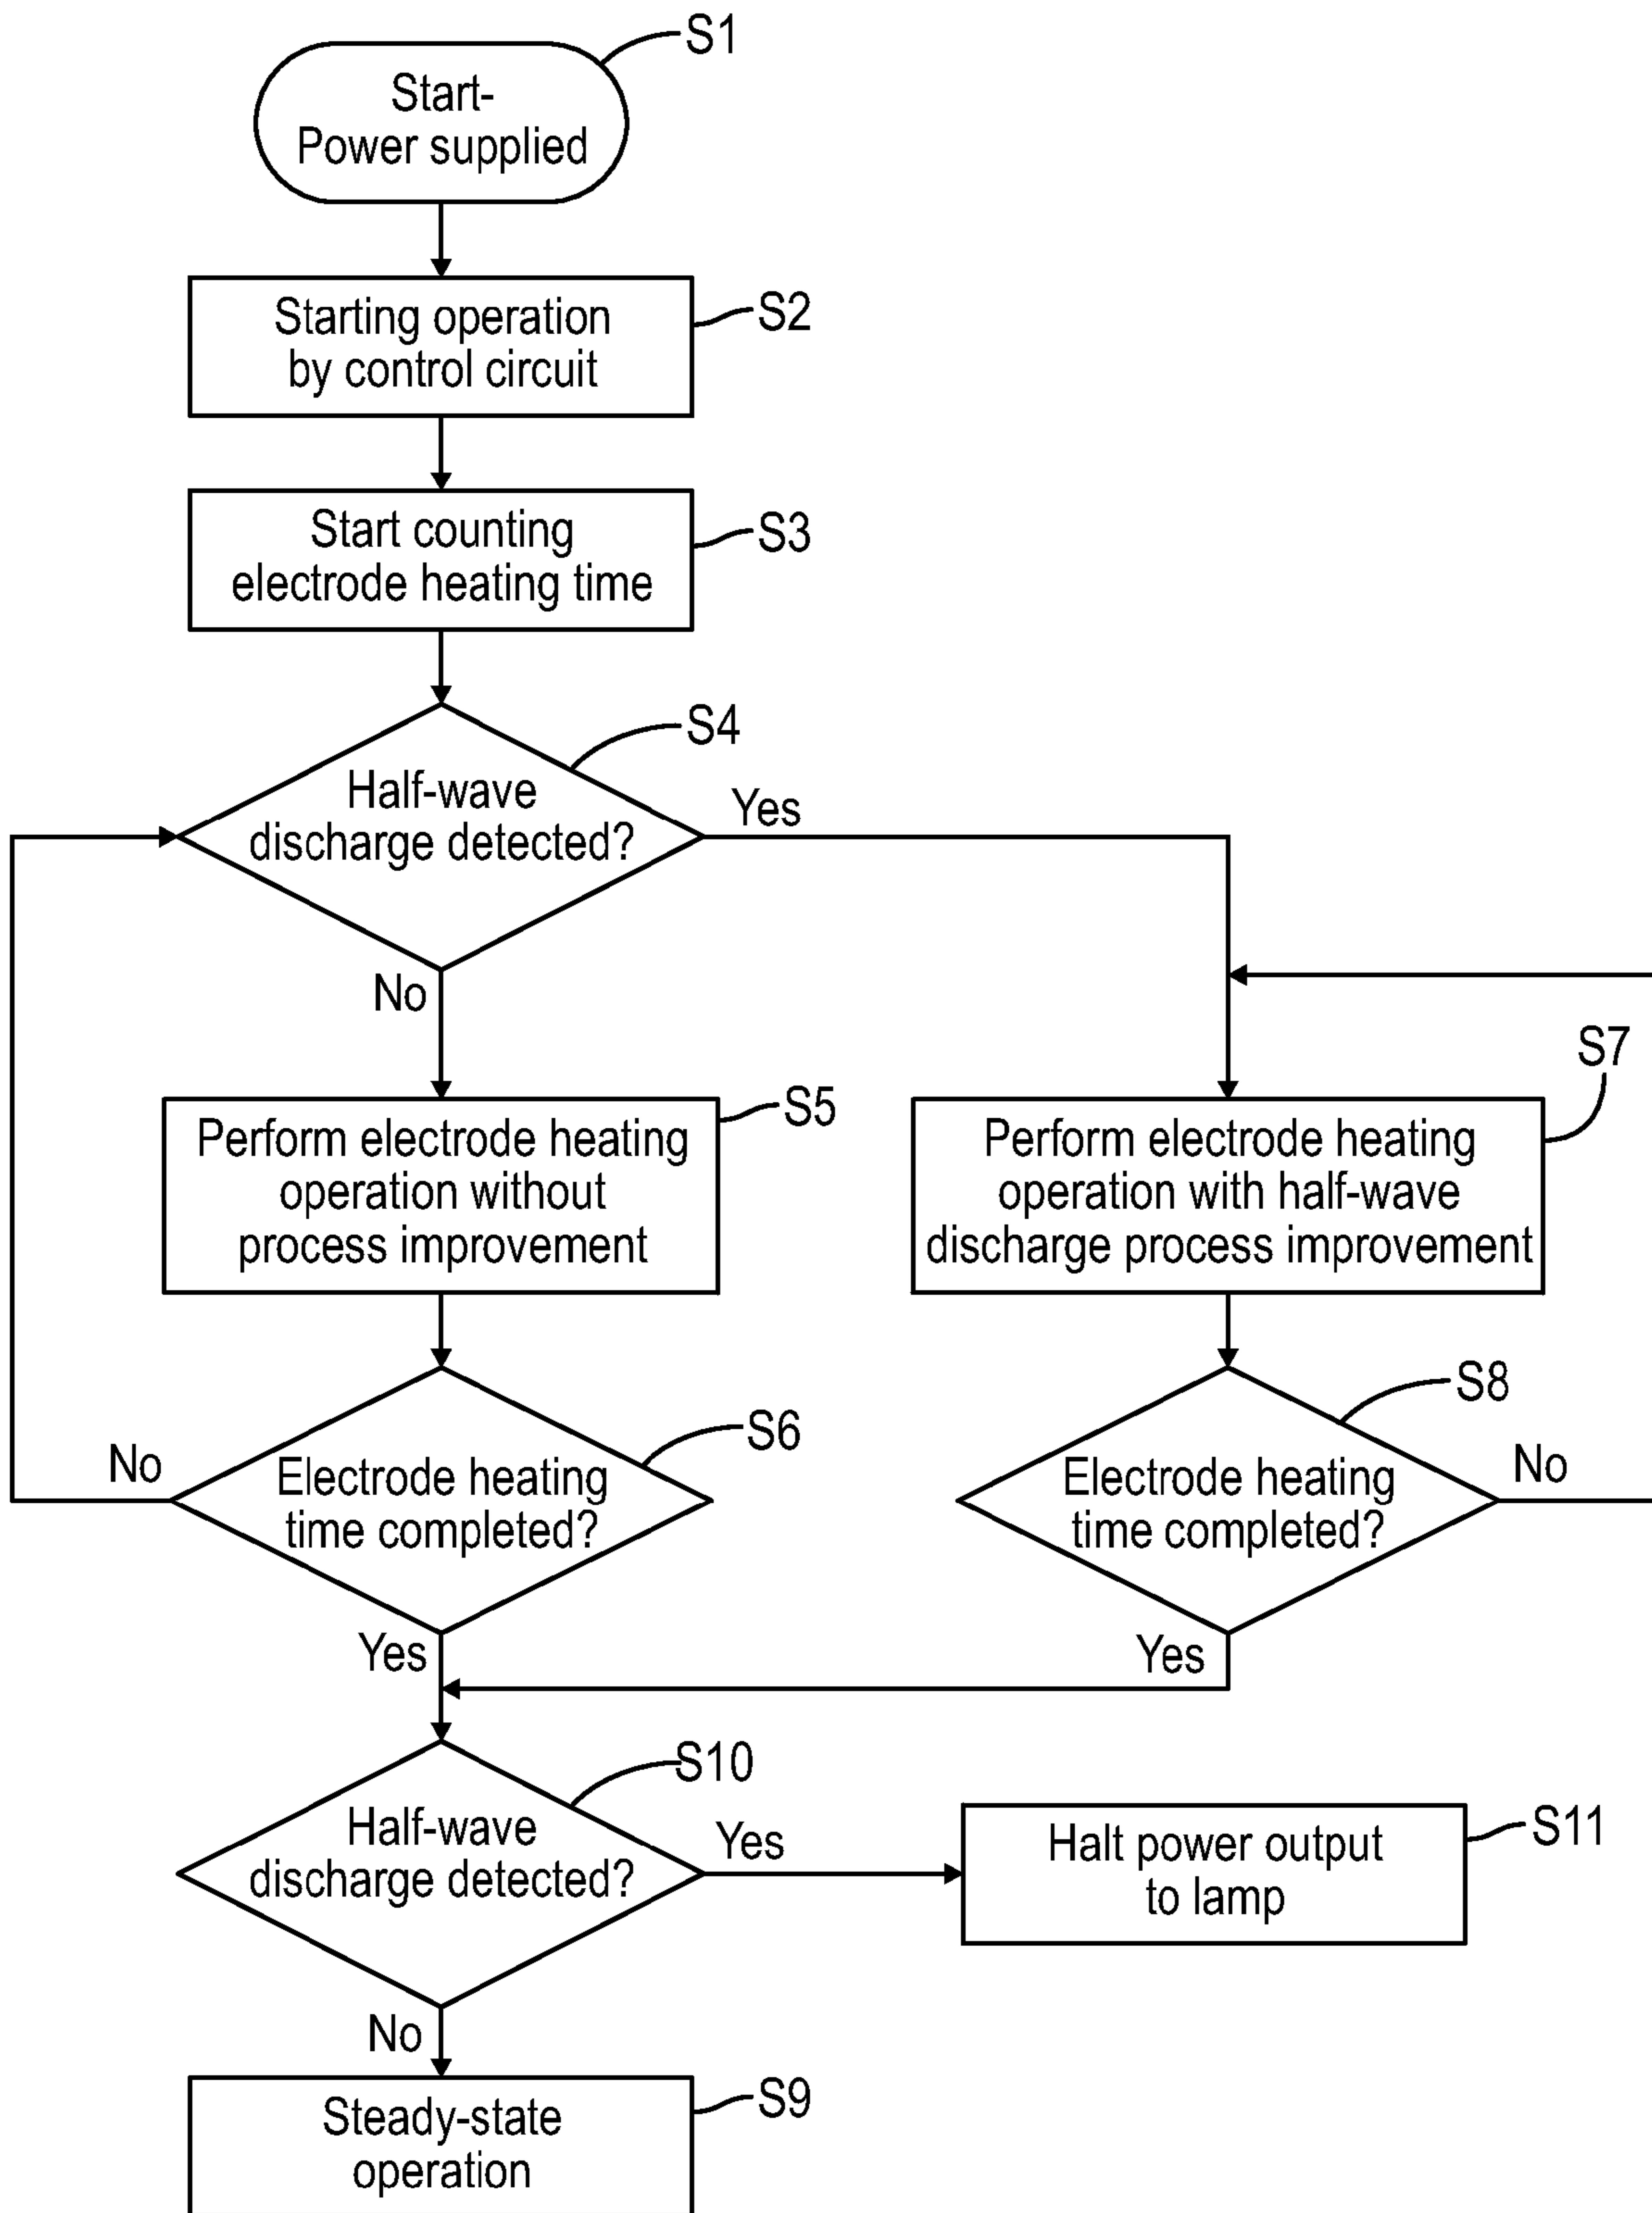 S1
Start-
Power supplied
Starting operation
by control circuit
S2
Start counting
electrode heating time
S3
S4
Half-wave
discharge detected?
Yes
No
S7
S5
Perform electrode heating
operation without
process improvement
Perform electrode heating
operation with half-wave
discharge process improvement
S8
S6
No
Electrode heating
time completed?
Electrode heating
time completed?
No
Yes
Yes
S10
Half-wave
discharge detected?
Yes
Halt power output
to lamp
S11
No
Steady-state
operation
S9